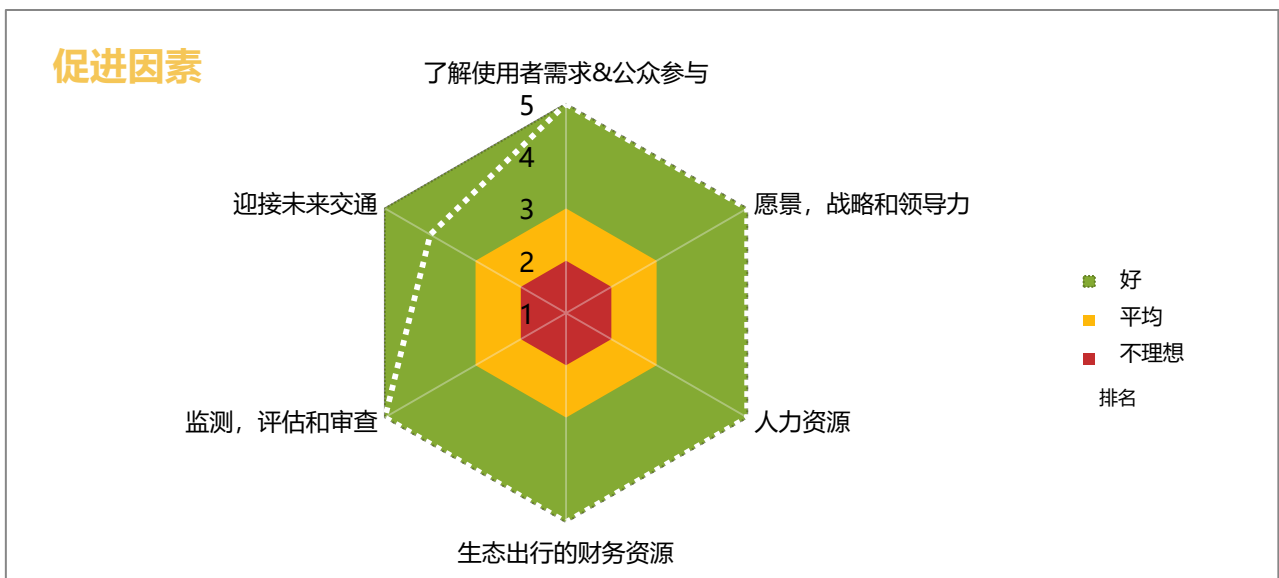 促进因素
了解使用者需求&公众参与
5
4
3
2
1
迎接未来交通
愿景，战略和领导力
监测，评估和审查
人力资源
生态出行的财务资源
好
平均
不理想
排名